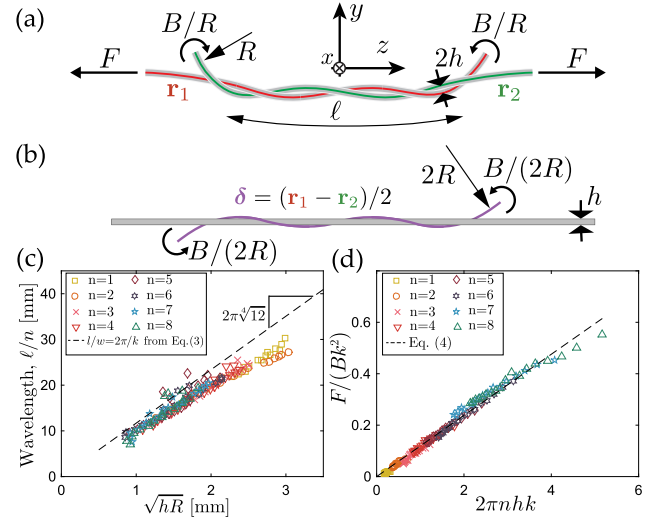 (a)
B/R
R
y
x
z
2h
B/R
F
F
r₁
r₂
ℓ
(b)
δ = (r₁ − r₂)/2
2R
B/(2R)
h
B/(2R)
(c)
n=1 n=5
n=2 n=6
n=3 n=7
n=4 n=8
l/w=2π/k from Eq.(3)
2π∜12
Wavelength, ℓ/n [mm]
40
30
20
10
0
0 1 2 3
√hR [mm]
(d)
n=1 n=5
n=2 n=6
n=3 n=7
n=4 n=8
Eq. (4)
F/(Bk²)
0.6
0.4
0.2
0
0 2 4 6
2πnhk